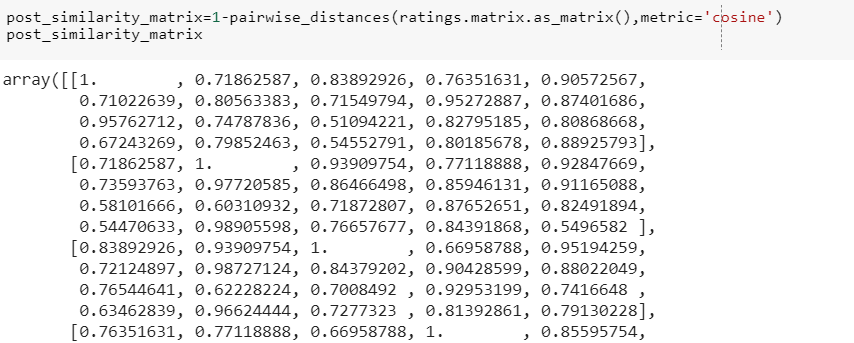 post_similarity_matrix=1-pairwise_distances(ratings.matrix.as_matrix(),metric='cosine')
post_similarity_matrix
array([[1.        , 0.71862587, 0.83892926, 0.76351631, 0.90572567,
        0.71022639, 0.80563383, 0.71549794, 0.95272887, 0.87401686,
        0.95762712, 0.74787836, 0.51094221, 0.82795185, 0.80868668,
        0.67243269, 0.79852463, 0.54552791, 0.80185678, 0.88925793],
       [0.71862587, 1.        , 0.93909754, 0.77118888, 0.92847669,
        0.73593763, 0.97720585, 0.86466498, 0.85946131, 0.91165088,
        0.58101666, 0.60310932, 0.71872807, 0.87652651, 0.82491894,
        0.54470633, 0.98905598, 0.76657677, 0.84391868, 0.5496582 ],
       [0.83892926, 0.93909754, 1.        , 0.66958788, 0.95194259,
        0.72124897, 0.98727124, 0.84379202, 0.90428599, 0.88022049,
        0.76544641, 0.62228224, 0.7008492 , 0.92953199, 0.7416648 ,
        0.63462839, 0.96624444, 0.7277323 , 0.81392861, 0.79130228],
       [0.76351631, 0.77118888, 0.66958788, 1.        , 0.85595754,